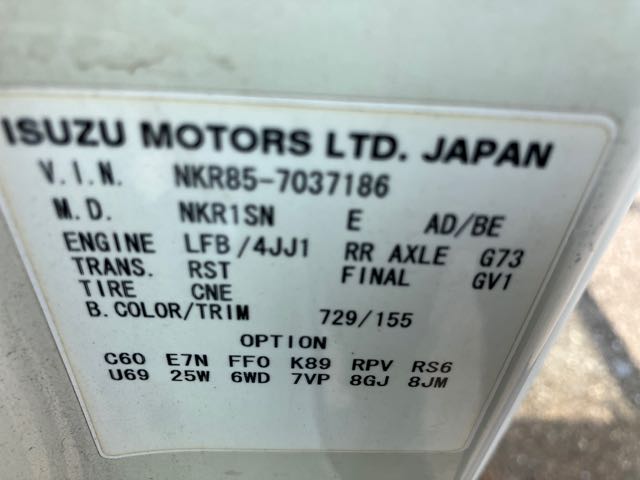 ISUZU MOTORS LTD. JAPAN
V.I.N. NKR85-7037186
M.D. NKR1SN E AD/BE
ENGINE LFB/4JJ1 RR AXLE G73
TRANS. RST FINAL GV1
TIRE CNE
B.COLOR/TRIM 729/155
OPTION
C60 E7N FF0 K89 RPV RS6
U69 25W 6WD 7VP 8GJ 8JM